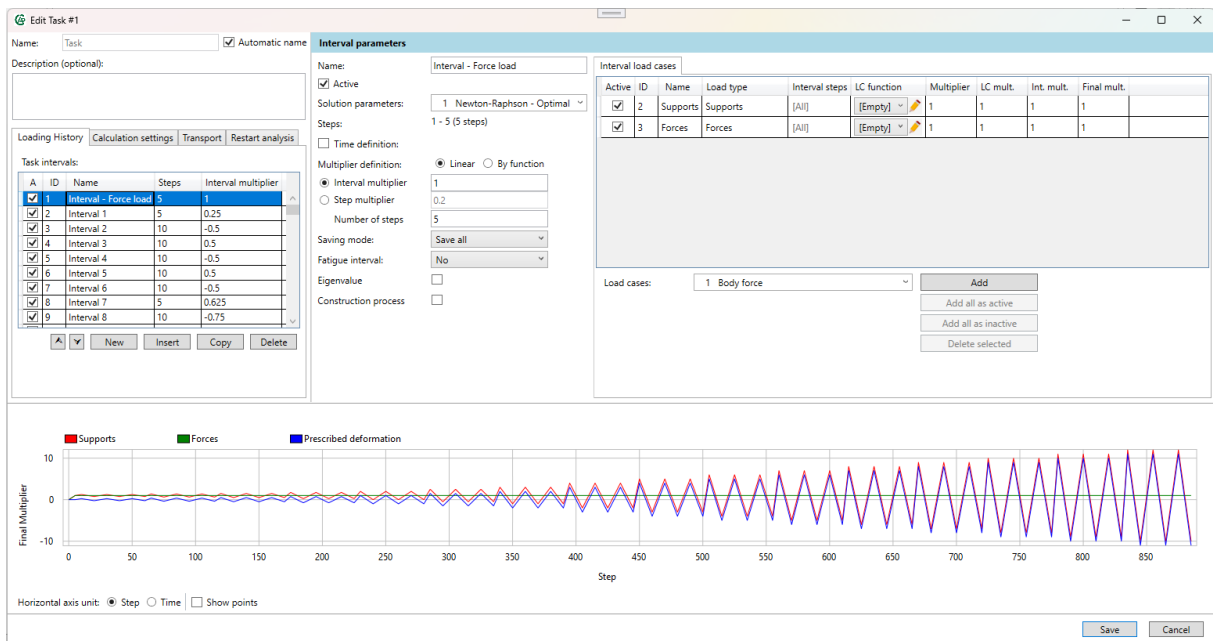 Edit Task #1
Name: Task Automatic name
Description (optional):
Loading History Calculation settings Transport Restart analysis
Task intervals:
A ID Name Steps Interval multiplier
1 Interval - Force load 5 1
2 Interval 1 5 0.25
3 Interval 2 10 -0.5
4 Interval 3 10 0.5
5 Interval 4 10 -0.5
6 Interval 5 10 0.5
7 Interval 6 10 -0.5
8 Interval 7 5 0.625
9 Interval 8 10 -0.75
New Insert Copy Delete
Interval parameters
Name: Interval - Force load
Active
Solution parameters: 1 Newton-Raphson - Optimal
Steps: 1 - 5 (5 steps)
Time definition:
Multiplier definition: Linear By function
Interval multiplier 1
Step multiplier 0.2
Number of steps 5
Saving mode: Save all
Fatigue interval: No
Eigenvalue
Construction process
Interval load cases
Active ID Name Load type Interval steps LC function Multiplier LC mult. Int. mult. Final mult.
2 Supports Supports [All] [Empty] 1 1 1 1
3 Forces Forces [All] [Empty] 1 1 1 1
Load cases: 1 Body force Add
Add all as active
Add all as inactive
Delete selected
Supports Forces Prescribed deformation
Final Multiplier
10
0
-10
0 50 100 150 200 250 300 350 400 450 500 550 600 650 700 750 800 850
Step
Horizontal axis unit: Step Time Show points
Save Cancel